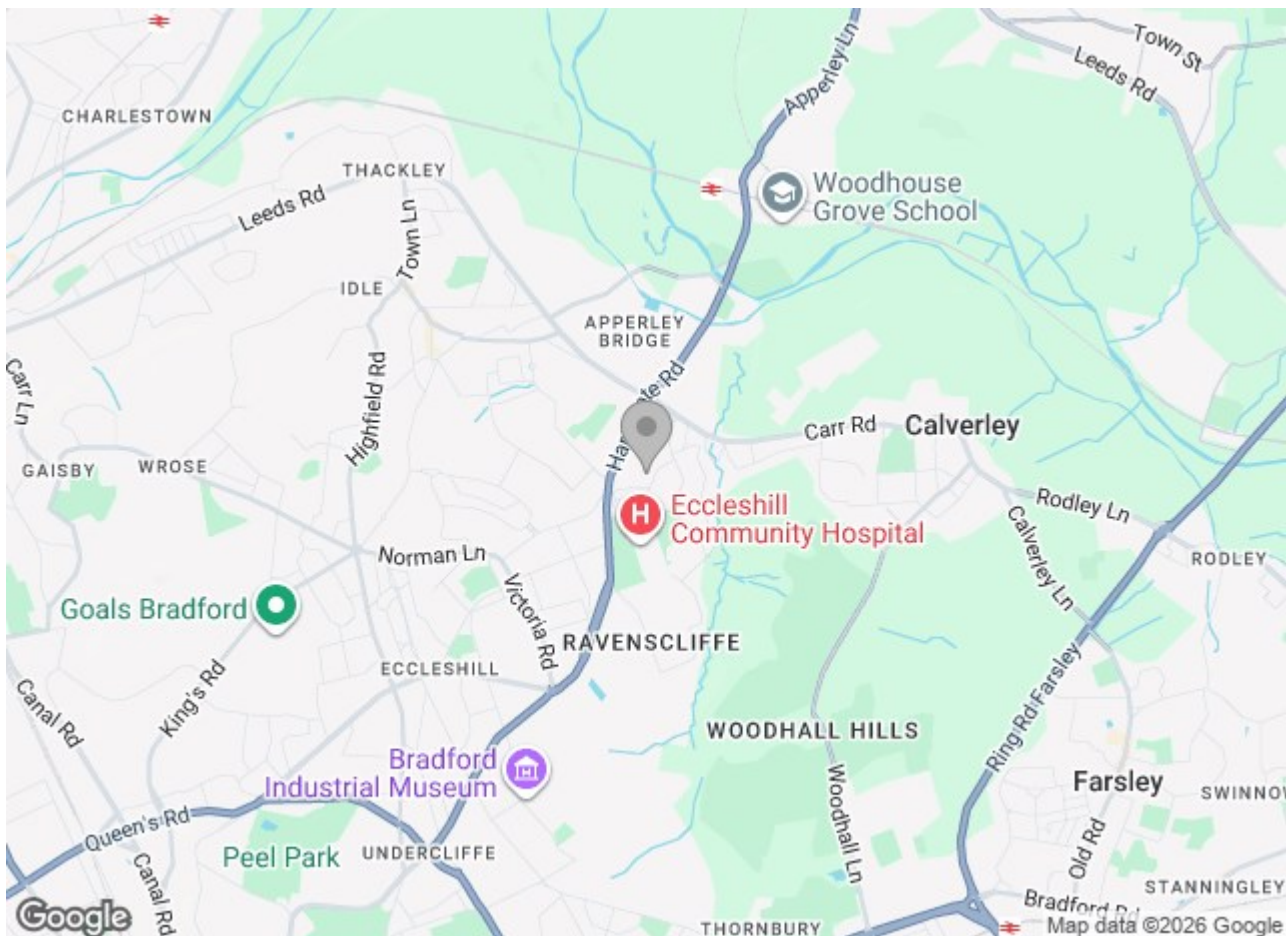 Town St
Leeds Rd
Apperley Ln
CHARLESTOWN
THACKLEY
Leeds Rd
Town Ln
Woodhouse
Grove School
IDLE
APPERLEY
BRIDGE
Carr Ln
Highfield Rd
Carr Rd
Calverley
GAISBY
WROSE
H
Eccleshill
Community Hospital
Rodley Ln
RODLEY
Norman Ln
Calverley Ln
Goals Bradford
Victoria Rd
RAVENSCLIFFE
ECCLESHILL
King's Rd
Canal Rd
Ring Rd Farsley
WOODHALL HILLS
Bradford
Industrial Museum
Farsley
SWINNOW
Woodhall Ln
Queen's Rd
Peel Park
UNDERCLIFFE
Old Rd
Canal Rd
STANNINGLEY
Bradford Rd
THORNBURY
Google
Map data ©2026 Google